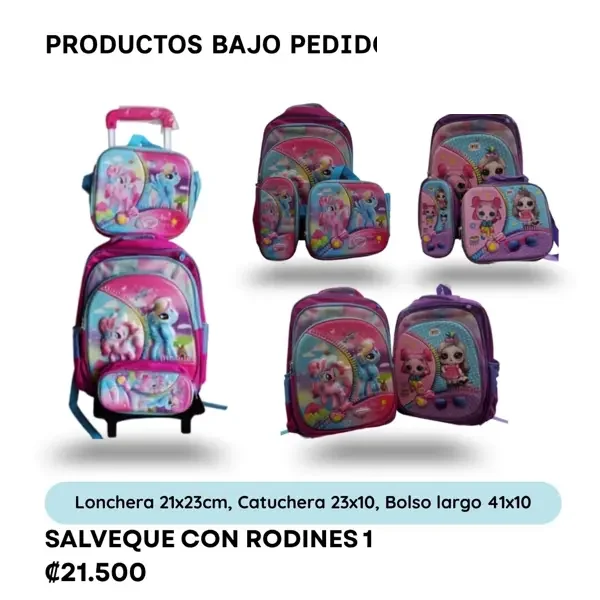 PRODUCTOS BAJO PEDIDO
Lonchera 21x23cm, Catuchera 23x10, Bolso largo 41x10
SALVEQUE CON RODINES 1
₡21.500